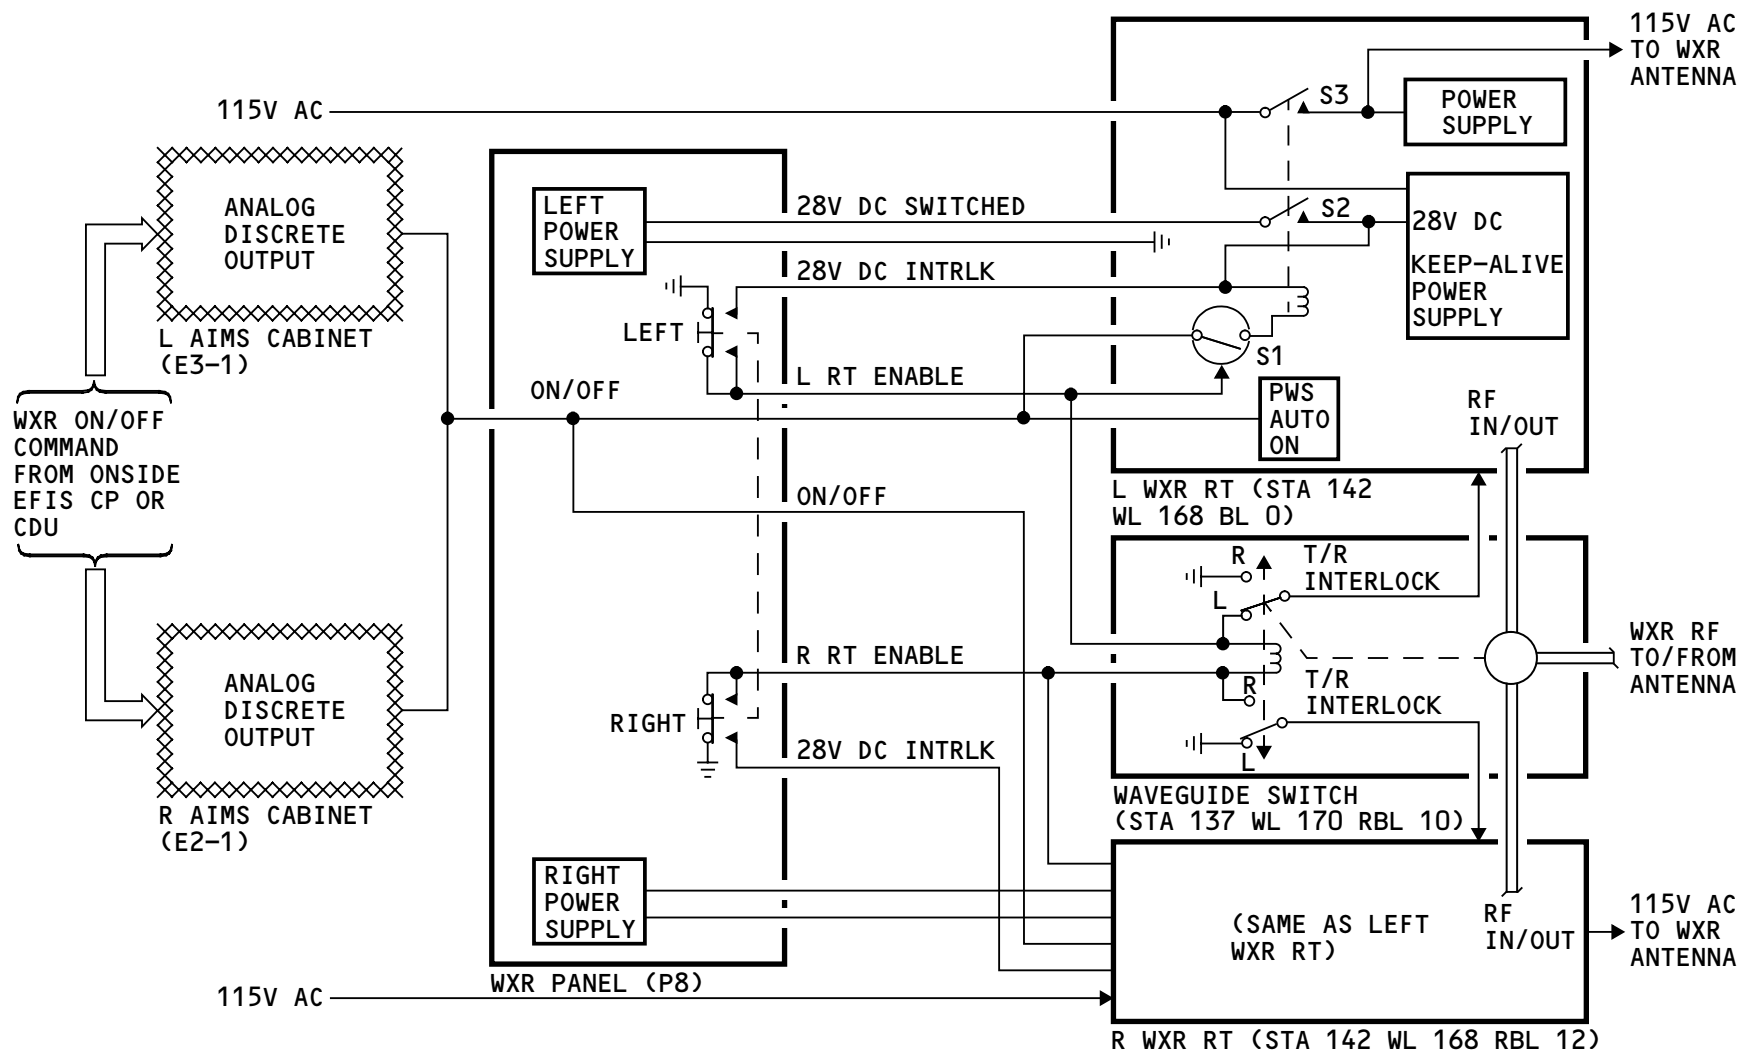 115V AC
TO WXR
ANTENNA
115V AC
S3
POWER
SUPPLY
ANALOG
DISCRETE
OUTPUT
L AIMS CABINET
(E3-1)
LEFT
POWER
SUPPLY
28V DC SWITCHED
S2
28V DC
KEEP-ALIVE
POWER
SUPPLY
28V DC INTRLK
LEFT
S1
L RT ENABLE
ON/OFF
PWS
AUTO
ON
RF
IN/OUT
WXR ON/OFF
COMMAND
FROM ONSIDE
EFIS CP OR
CDU
L WXR RT (STA 142
WL 168 BL 0)
ON/OFF
R
T/R
INTERLOCK
L
WXR RF
TO/FROM
ANTENNA
R RT ENABLE
R
T/R
INTERLOCK
L
RIGHT
28V DC INTRLK
ANALOG
DISCRETE
OUTPUT
R AIMS CABINET
(E2-1)
WAVEGUIDE SWITCH
(STA 137 WL 170 RBL 10)
RIGHT
POWER
SUPPLY
(SAME AS LEFT
WXR RT)
RF
IN/OUT
115V AC
TO WXR
ANTENNA
WXR PANEL (P8)
115V AC
R WXR RT (STA 142 WL 168 RBL 12)